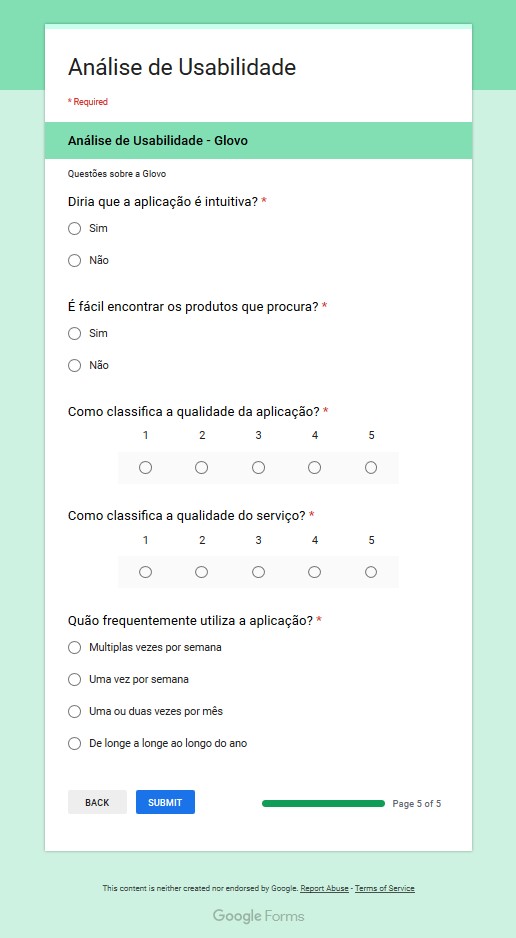 Análise de Usabilidade
* Required
Análise de Usabilidade - Glovo
Questões sobre a Glovo
Diria que a aplicação é intuitiva? *
Sim
Não
É fácil encontrar os produtos que procura? *
Sim
Não
Como classifica a qualidade da aplicação? *
1 2 3 4 5
Como classifica a qualidade do serviço? *
1 2 3 4 5
Quão frequentemente utiliza a aplicação? *
Multiplas vezes por semana
Uma vez por semana
Uma ou duas vezes por mês
De longe a longe ao longo do ano
BACK SUBMIT Page 5 of 5
This content is neither created nor endorsed by Google. Report Abuse - Terms of Service
Google Forms